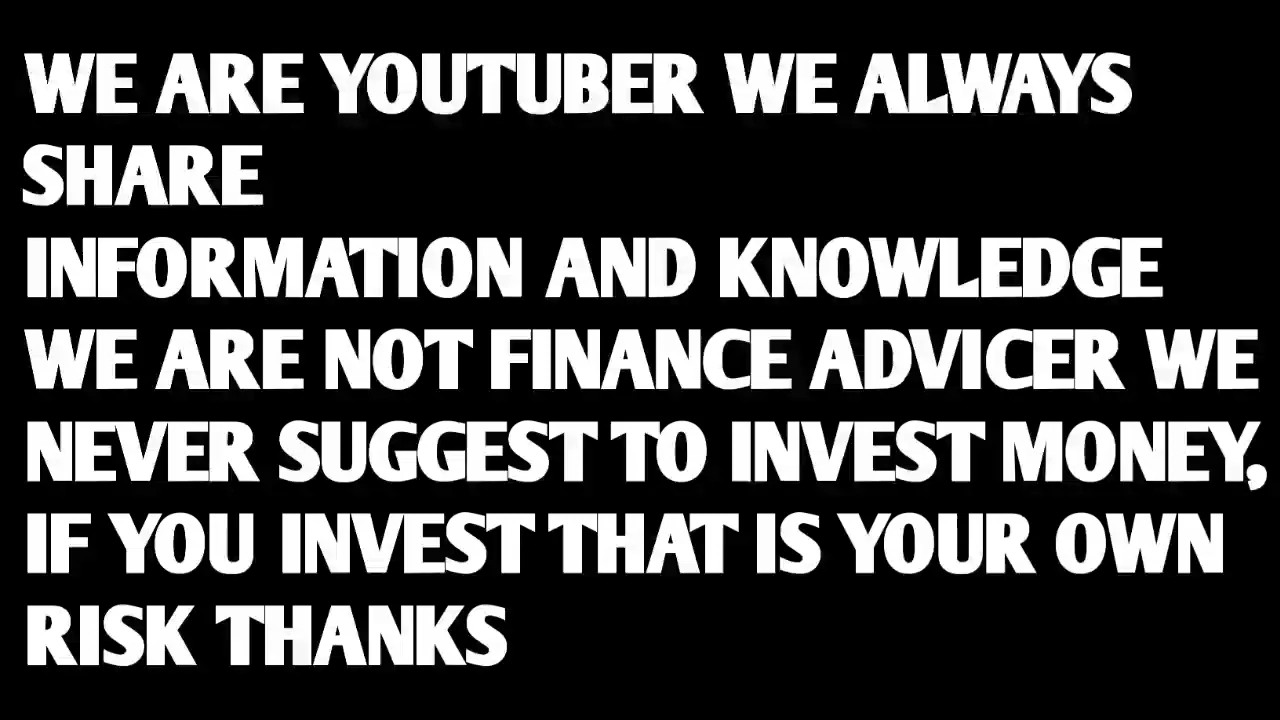 WE ARE YOUTUBER WE ALWAYS
SHARE
INFORMATION AND KNOWLEDGE
WE ARE NOT FINANCE ADVICER WE
NEVER SUGGEST TO INVEST MONEY,
IF YOU INVEST THAT IS YOUR OWN
RISK THANKS